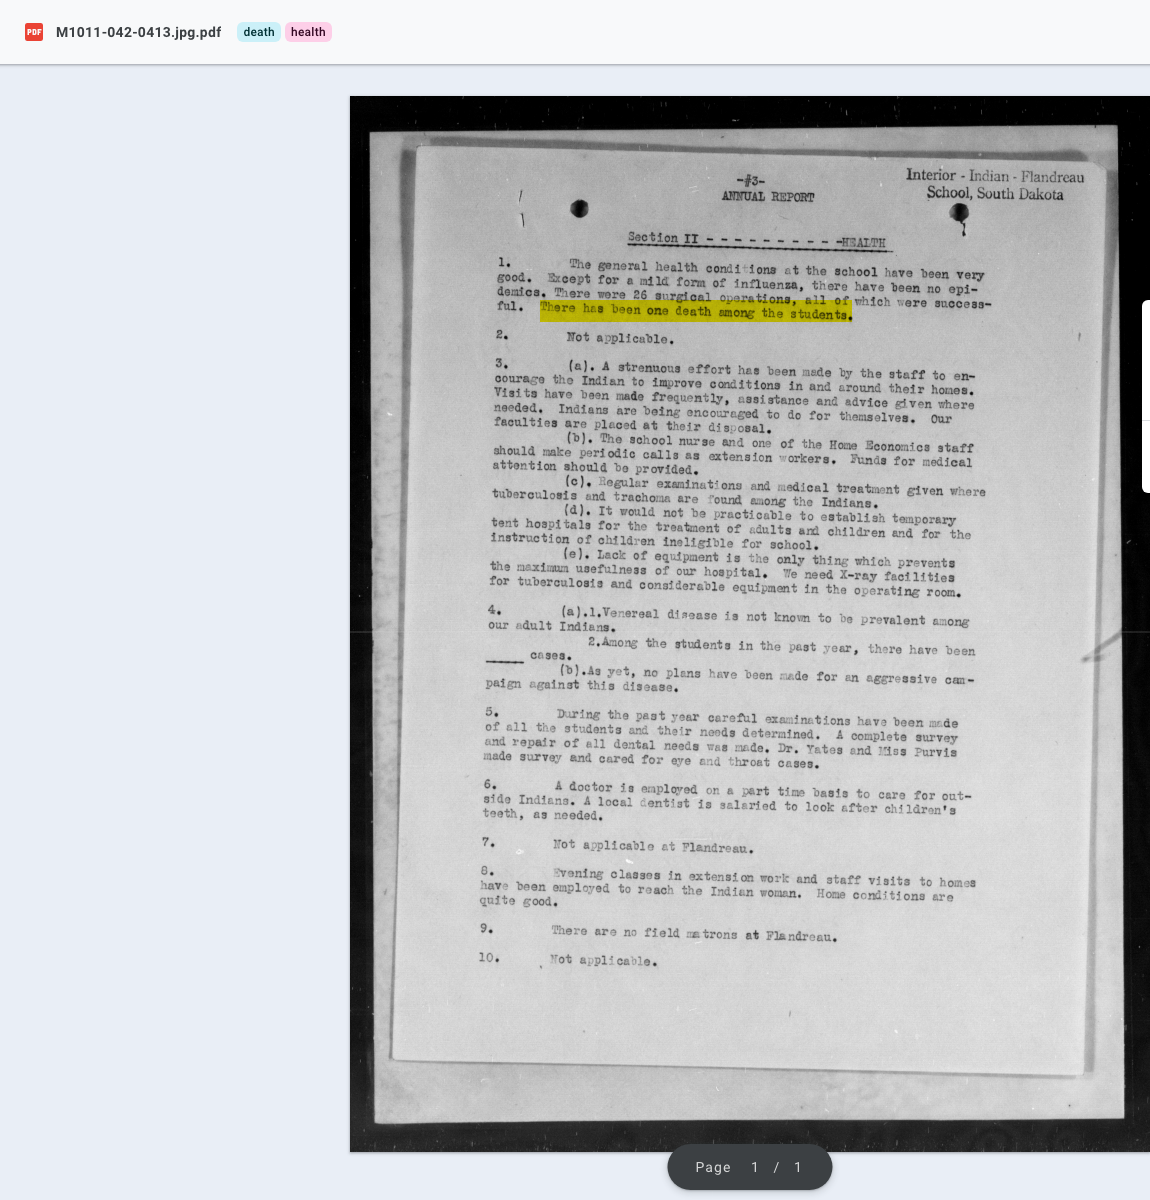 PDF M1011-042-0413.jpg.pdf death health
Interior - Indian - Flandreau
School, South Dakota
-#3-
ANNUAL REPORT
Section II - - - - - - - - - -HEALTH
1. The general health conditions at the school have been very
good. Except for a mild form of influenza, there have been no epi-
demics. There were 26 surgical operations, all of which were success-
ful. There has been one death among the students.
2. Not applicable.
3. (a). A strenuous effort has been made by the staff to en-
courage the Indian to improve conditions in and around their homes.
Visits have been made frequently, assistance and advice given where
needed. Indians are being encouraged to do for themselves. Our
faculties are placed at their disposal.
(b). The school nurse and one of the Home Economics staff
should make periodic calls as extension workers. Funds for medical
attention should be provided.
(c). Regular examinations and medical treatment given where
tuberculosis and trachoma are found among the Indians.
(d). It would not be practicable to establish temporary
tent hospitals for the treatment of adults and children and for the
instruction of children ineligible for school.
(e). Lack of equipment is the only thing which prevents
the maximum usefulness of our hospital. We need X-ray facilities
for tuberculosis and considerable equipment in the operating room.
4. (a).1.Venereal disease is not known to be prevalent among
our adult Indians.
2.Among the students in the past year, there have been
_____ cases.
(b).As yet, no plans have been made for an aggressive cam-
paign against this disease.
5. During the past year careful examinations have been made
of all the students and their needs determined. A complete survey
and repair of all dental needs was made. Dr. Yates and Miss Purvis
made survey and cared for eye and throat cases.
6. A doctor is employed on a part time basis to care for out-
side Indians. A local dentist is salaried to look after children's
teeth, as needed.
7. Not applicable at Flandreau.
8. Evening classes in extension work and staff visits to homes
have been employed to reach the Indian woman. Home conditions are
quite good.
9. There are no field matrons at Flandreau.
10. Not applicable.
Page 1 / 1